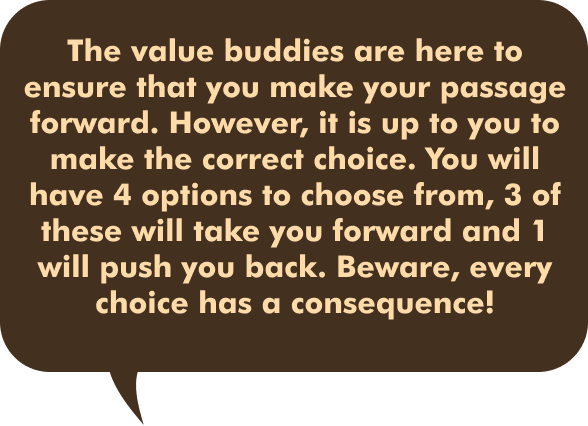 The value buddies are here to
ensure that you make your passage
forward. However, it is up to you to
make the correct choice. You will
have 4 options to choose from, 3 of
these will take you forward and 1
will push you back. Beware, every
choice has a consequence!